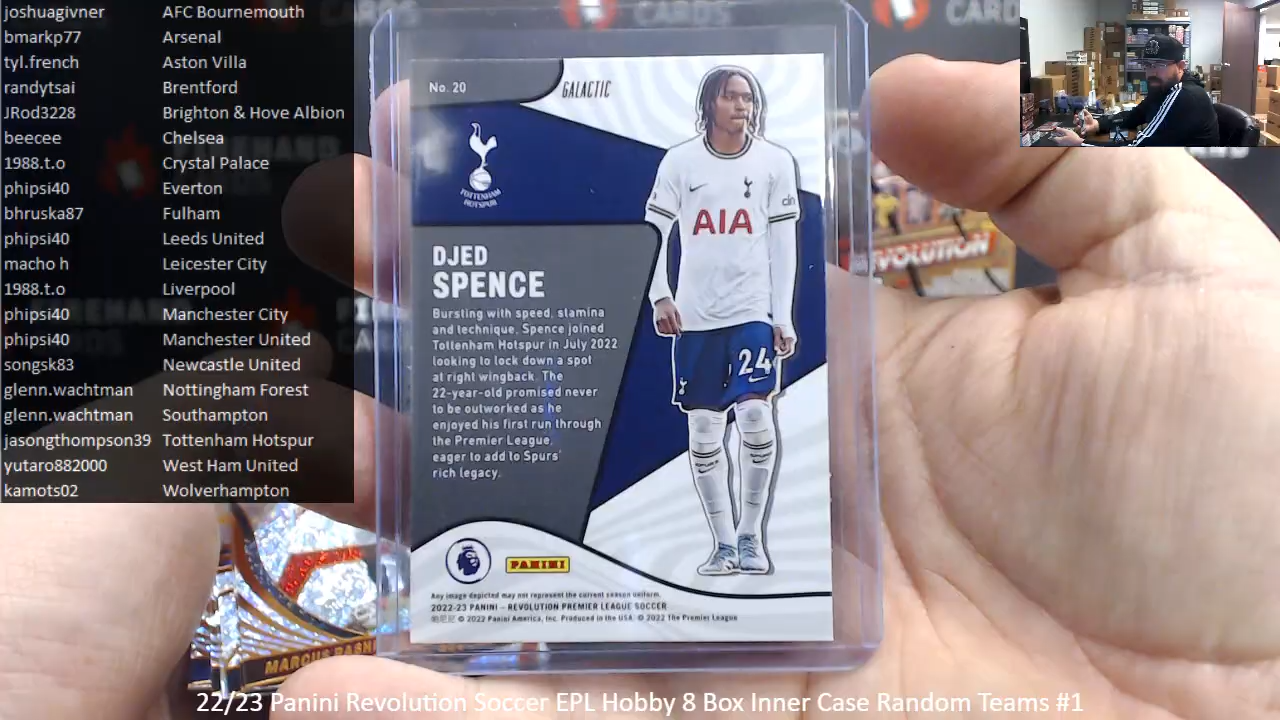 joshuagivner AFC Bournemouth
bmarkp77 Arsenal
tyl.french Aston Villa
randytsai Brentford
JRod3228 Brighton & Hove Albion
beecee Chelsea
1988.t.o Crystal Palace
phipsi40 Everton
bhruska87 Fulham
phipsi40 Leeds United
macho h Leicester City
1988.t.o Liverpool
phipsi40 Manchester City
phipsi40 Manchester United
songsk83 Newcastle United
glenn.wachtman Nottingham Forest
glenn.wachtman Southampton
jasongthompson39 Tottenham Hotspur
yutaro882000 West Ham United
kamots02 Wolverhampton
CARDS
No. 20
GALACTIC
TOTTENHAM
HOTSPUR
AIA
24
DJED
SPENCE
Bursting with speed, stamina
and technique, Spence joined
Tottenham Hotspur in July 2022
looking to lock down a spot
at right wingback. The
22-year-old promised never
to be outworked as he
enjoyed his first run through
the Premier League,
eager to add to Spurs'
rich legacy.
PANINI
Any image depicted may not represent the current season uniform.
2022-23 PANINI – REVOLUTION PREMIER LEAGUE SOCCER
© 2022 Panini America, Inc. Produced in the USA. © 2022 The Premier League
MARCUS
22/23 Panini Revolution Soccer EPL Hobby 8 Box Inner Case Random Teams #1